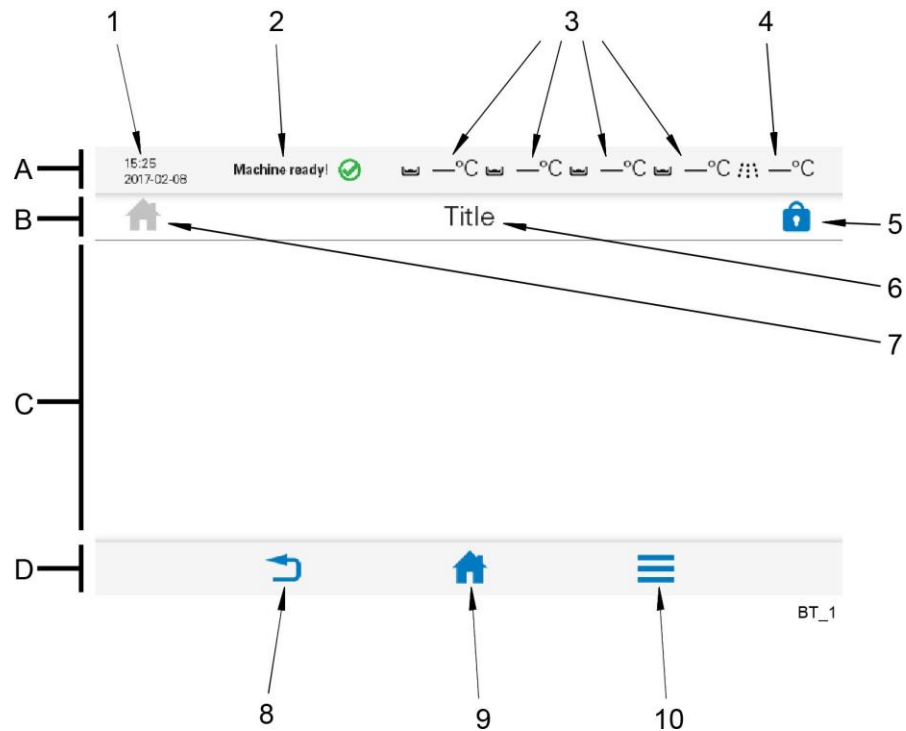 1 2 3 4
A 15:25 Machine ready! —°C —°C —°C —°C —°C
2017-02-08
B Title 5
6
7
C
D
BT_1
8 9 10